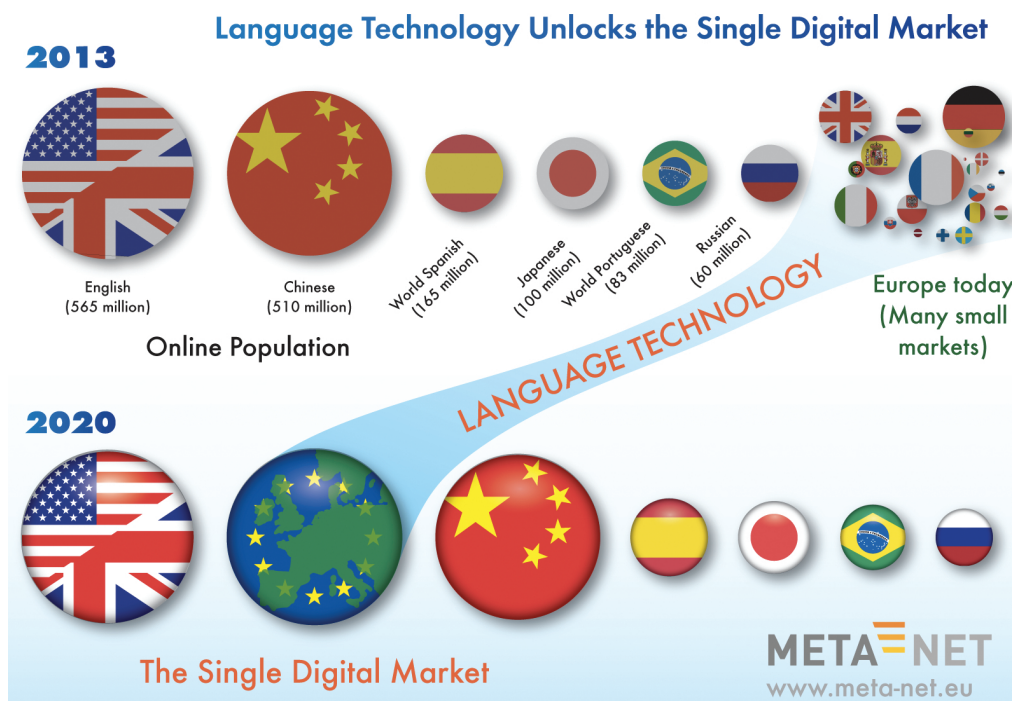 Language Technology Unlocks the Single Digital Market
2013
English
(565 million)
Chinese
(510 million)
World Spanish
(165 million)
Japanese
(100 million)
World Portuguese
(83 million)
Russian
(60 million)
Europe today
(Many small
markets)
Online Population
LANGUAGE TECHNOLOGY
2020
The Single Digital Market
META NET
www.meta-net.eu